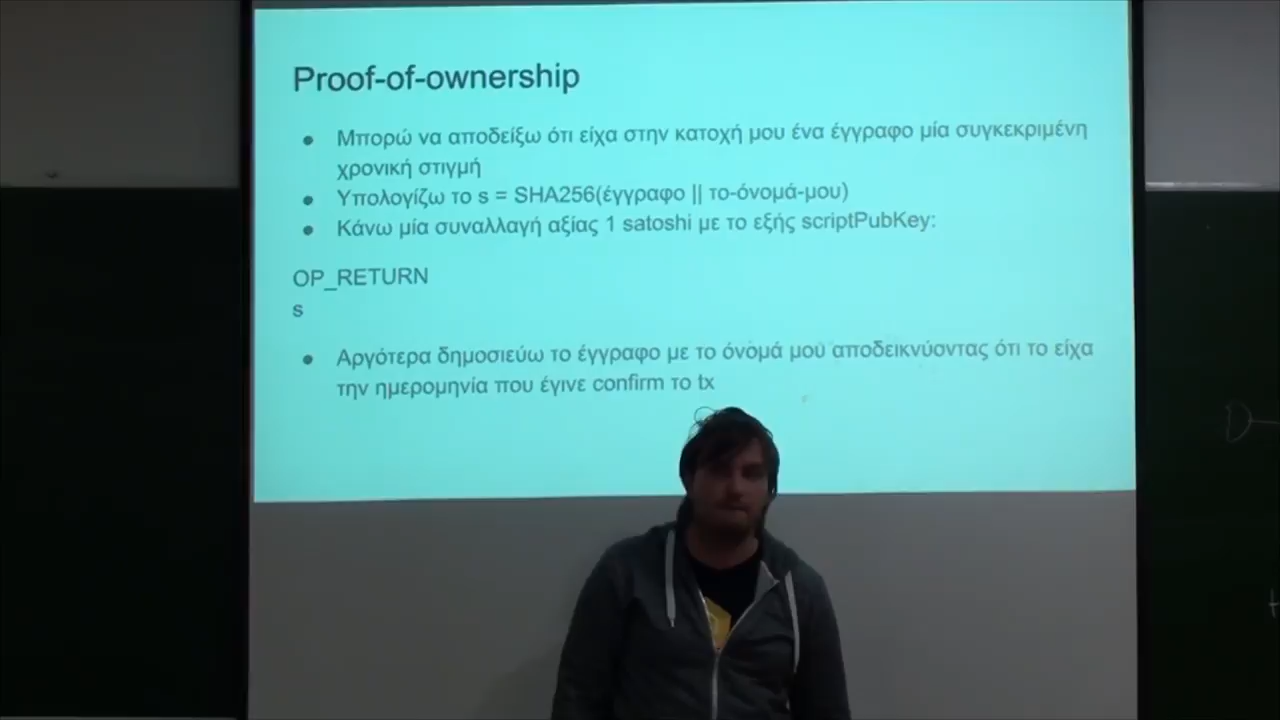 Proof-of-ownership
● Μπορώ να αποδείξω ότι είχα στην κατοχή μου ένα έγγραφο μία συγκεκριμένη
χρονική στιγμή
● Υπολογίζω το s = SHA256(έγγραφο || το-όνομά-μου)
● Κάνω μία συναλλαγή αξίας 1 satoshi με το εξής scriptPubKey:
OP_RETURN
s
● Αργότερα δημοσιεύω το έγγραφο με το όνομά μου αποδεικνύοντας ότι το είχα
την ημερομηνία που έγινε confirm το tx